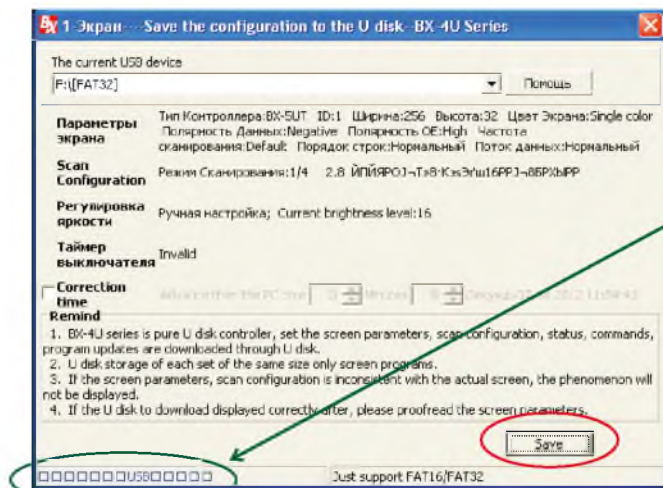 1-Экран----Save the configuration to the U disk--BX-4U Series
The current USB device
F:\[FAT32]
Помощь
Параметры экрана
Тип Контроллера:BX-5UT ID:1 Ширина:256 Высота:32 Цвет Экрана:Single color
Полярность Данных:Negative Полярность OE:High Частота
сканирования:Default Порядок строк:Нормальный Поток данных:Нормальный
Scan Configuration
Режим Сканирования:1/4 2.8
Регулировка яркости
Ручная настройка; Current brightness level:16
Таймер выключателя
Invalid
Correction time
Remind
1. BX-4U series is pure U disk controller, set the screen parameters, scan configuration, status, commands,
program updates are downloaded through U disk.
2. U disk storage of each set of the same size only screen programs.
3. If the screen parameters, scan configuration is inconsistent with the actual screen, the phenomenon will
not be displayed.
4. If the U disk to download displayed correctly after, please proofread the screen parameters.
Save
□□□□□□□USB□□□□□
Just support FAT16/FAT32